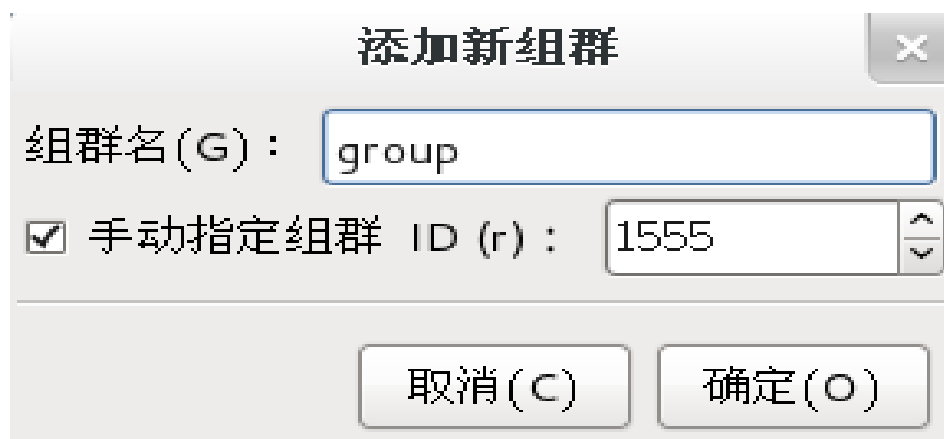 添加新组群
组群名(G)：
group
手动指定组群 ID (r)：
1555
取消(C)
确定(O)